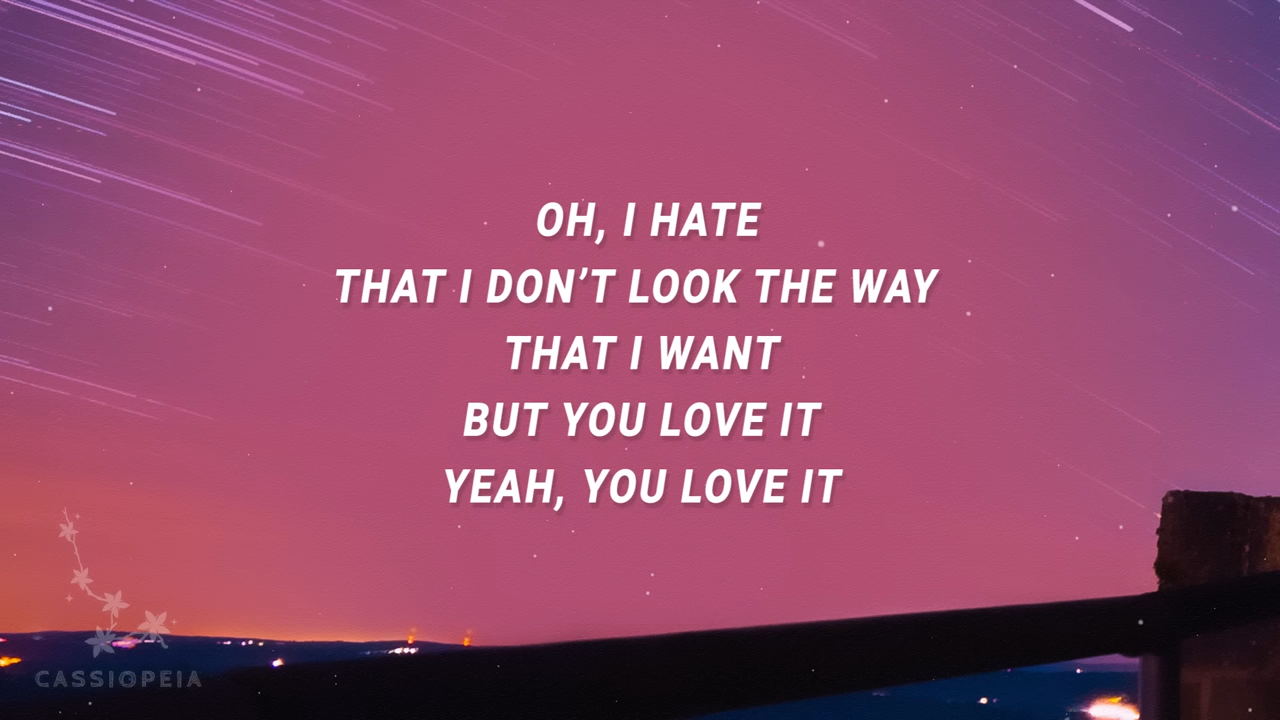 OH, I HATE
THAT I DON’T LOOK THE WAY
THAT I WANT
BUT YOU LOVE IT
YEAH, YOU LOVE IT
CASSIOPEIA